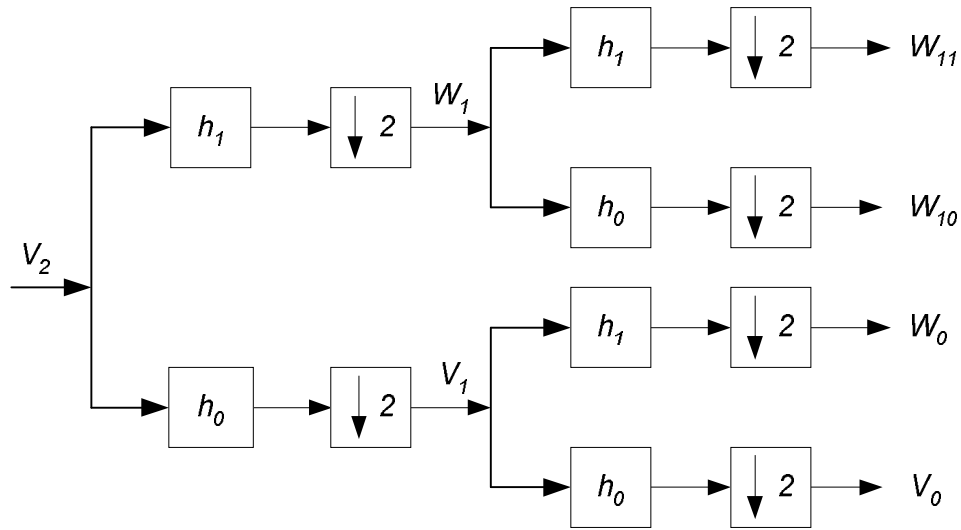 h₁ 2 W₁₁
W₁
h₁ 2
h₀ 2 W₁₀
V₂
h₁ 2 W₀
V₁
h₀ 2
h₀ 2 V₀